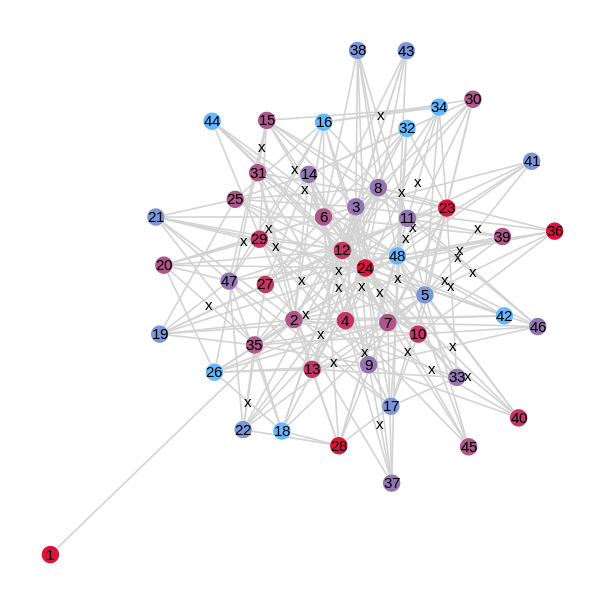 38 43
30
34
x
15 16 32
44
x
41
31 x 14
x 8 x
x
25
3 23
21 6 11
x x 36
29 x 39
x x
12 x
48 x
20 24
x x
47 x x x
27 x x
x x
5
x
x 2 42
4 7 46
19 x 10
35 x
x x
x 9
26 13 x
33 x
x 17
40
x
22 18
28 45
37
1